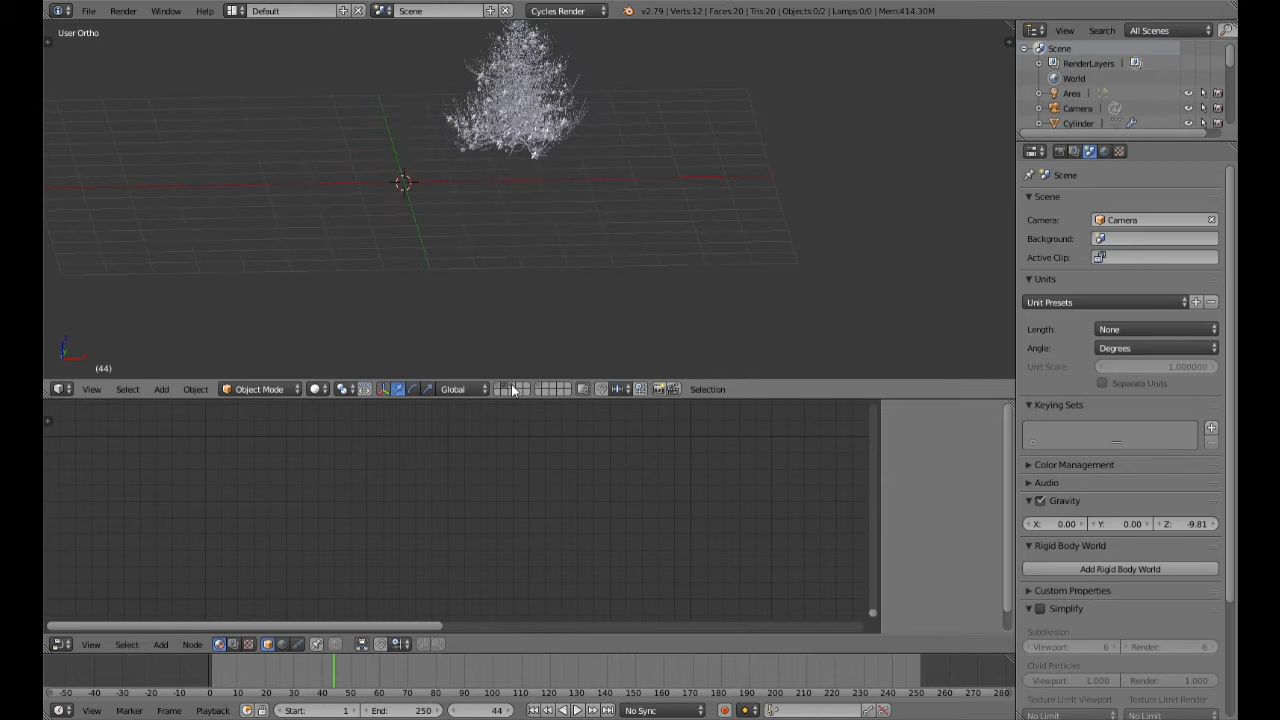 File Render Window Help Default Scene Cycles Render v2.79 | Verts:12 | Faces:20 | Tris:20 | Objects:0/2 | Lamps:0/0 | Mem:414.30M
View Search All Scenes
User Ortho
Scene
RenderLayers
World
Area
Camera
Cylinder
Scene
Scene
Camera: Camera
Background:
Active Clip:
Units
Unit Presets
Length: None
Angle: Degrees
Unit Scale: 1.000000
Separate Units
(44)
View Select Add Object Object Mode Global Selection
Keying Sets
Color Management
Audio
Gravity
X: 0.00 Y: 0.00 Z: -9.81
Rigid Body World
Add Rigid Body World
Custom Properties
Simplify
Subdivision
Viewport: 6 Render: 6
Child Particles
Viewport: 1.000 Render: 1.000
Texture Limit Viewport Texture Limit Render
No Limit No Limit
View Select Add Node
-50 -40 -30 -20 -10 0 10 20 30 40 50 60 70 80 90 100 110 120 130 140 150 160 170 180 190 200 210 220 230 240 250 260 270 280
View Marker Frame Playback Start: 1 End: 250 44 No Sync